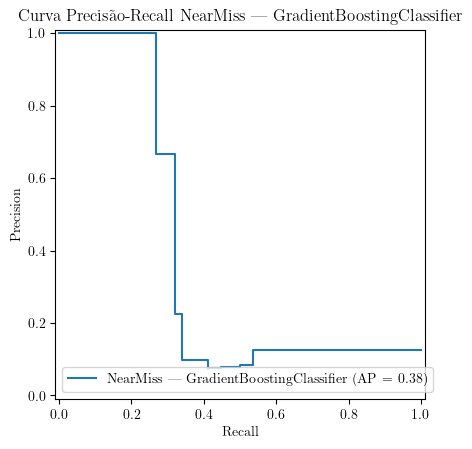 Curva Precisão-Recall NearMiss — GradientBoostingClassifier
1.0
0.8
0.6
0.4
0.2
0.0
Precision
NearMiss — GradientBoostingClassifier (AP = 0.38)
0.0 0.2 0.4 0.6 0.8 1.0
Recall